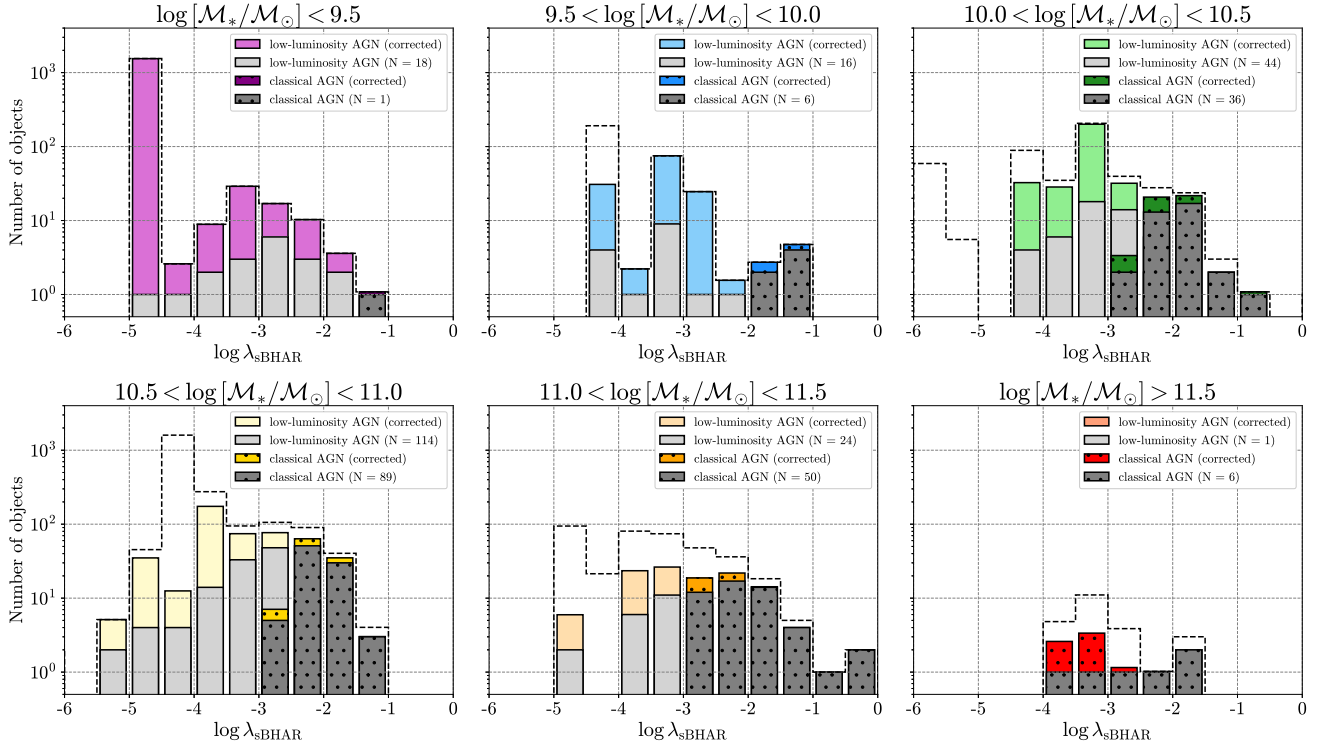 log [ℳ*/ℳ⊙] < 9.5
low-luminosity AGN (corrected)
low-luminosity AGN (N = 18)
classical AGN (corrected)
classical AGN (N = 1)
Number of objects
10³
10²
10¹
10⁰
-6 -5 -4 -3 -2 -1 0
log λsBHAR
9.5 < log [ℳ*/ℳ⊙] < 10.0
low-luminosity AGN (corrected)
low-luminosity AGN (N = 16)
classical AGN (corrected)
classical AGN (N = 6)
-6 -5 -4 -3 -2 -1 0
log λsBHAR
10.0 < log [ℳ*/ℳ⊙] < 10.5
low-luminosity AGN (corrected)
low-luminosity AGN (N = 44)
classical AGN (corrected)
classical AGN (N = 36)
-6 -5 -4 -3 -2 -1 0
log λsBHAR
10.5 < log [ℳ*/ℳ⊙] < 11.0
low-luminosity AGN (corrected)
low-luminosity AGN (N = 114)
classical AGN (corrected)
classical AGN (N = 89)
Number of objects
10³
10²
10¹
10⁰
-6 -5 -4 -3 -2 -1 0
log λsBHAR
11.0 < log [ℳ*/ℳ⊙] < 11.5
low-luminosity AGN (corrected)
low-luminosity AGN (N = 24)
classical AGN (corrected)
classical AGN (N = 50)
-6 -5 -4 -3 -2 -1 0
log λsBHAR
log [ℳ*/ℳ⊙] > 11.5
low-luminosity AGN (corrected)
low-luminosity AGN (N = 1)
classical AGN (corrected)
classical AGN (N = 6)
-6 -5 -4 -3 -2 -1 0
log λsBHAR